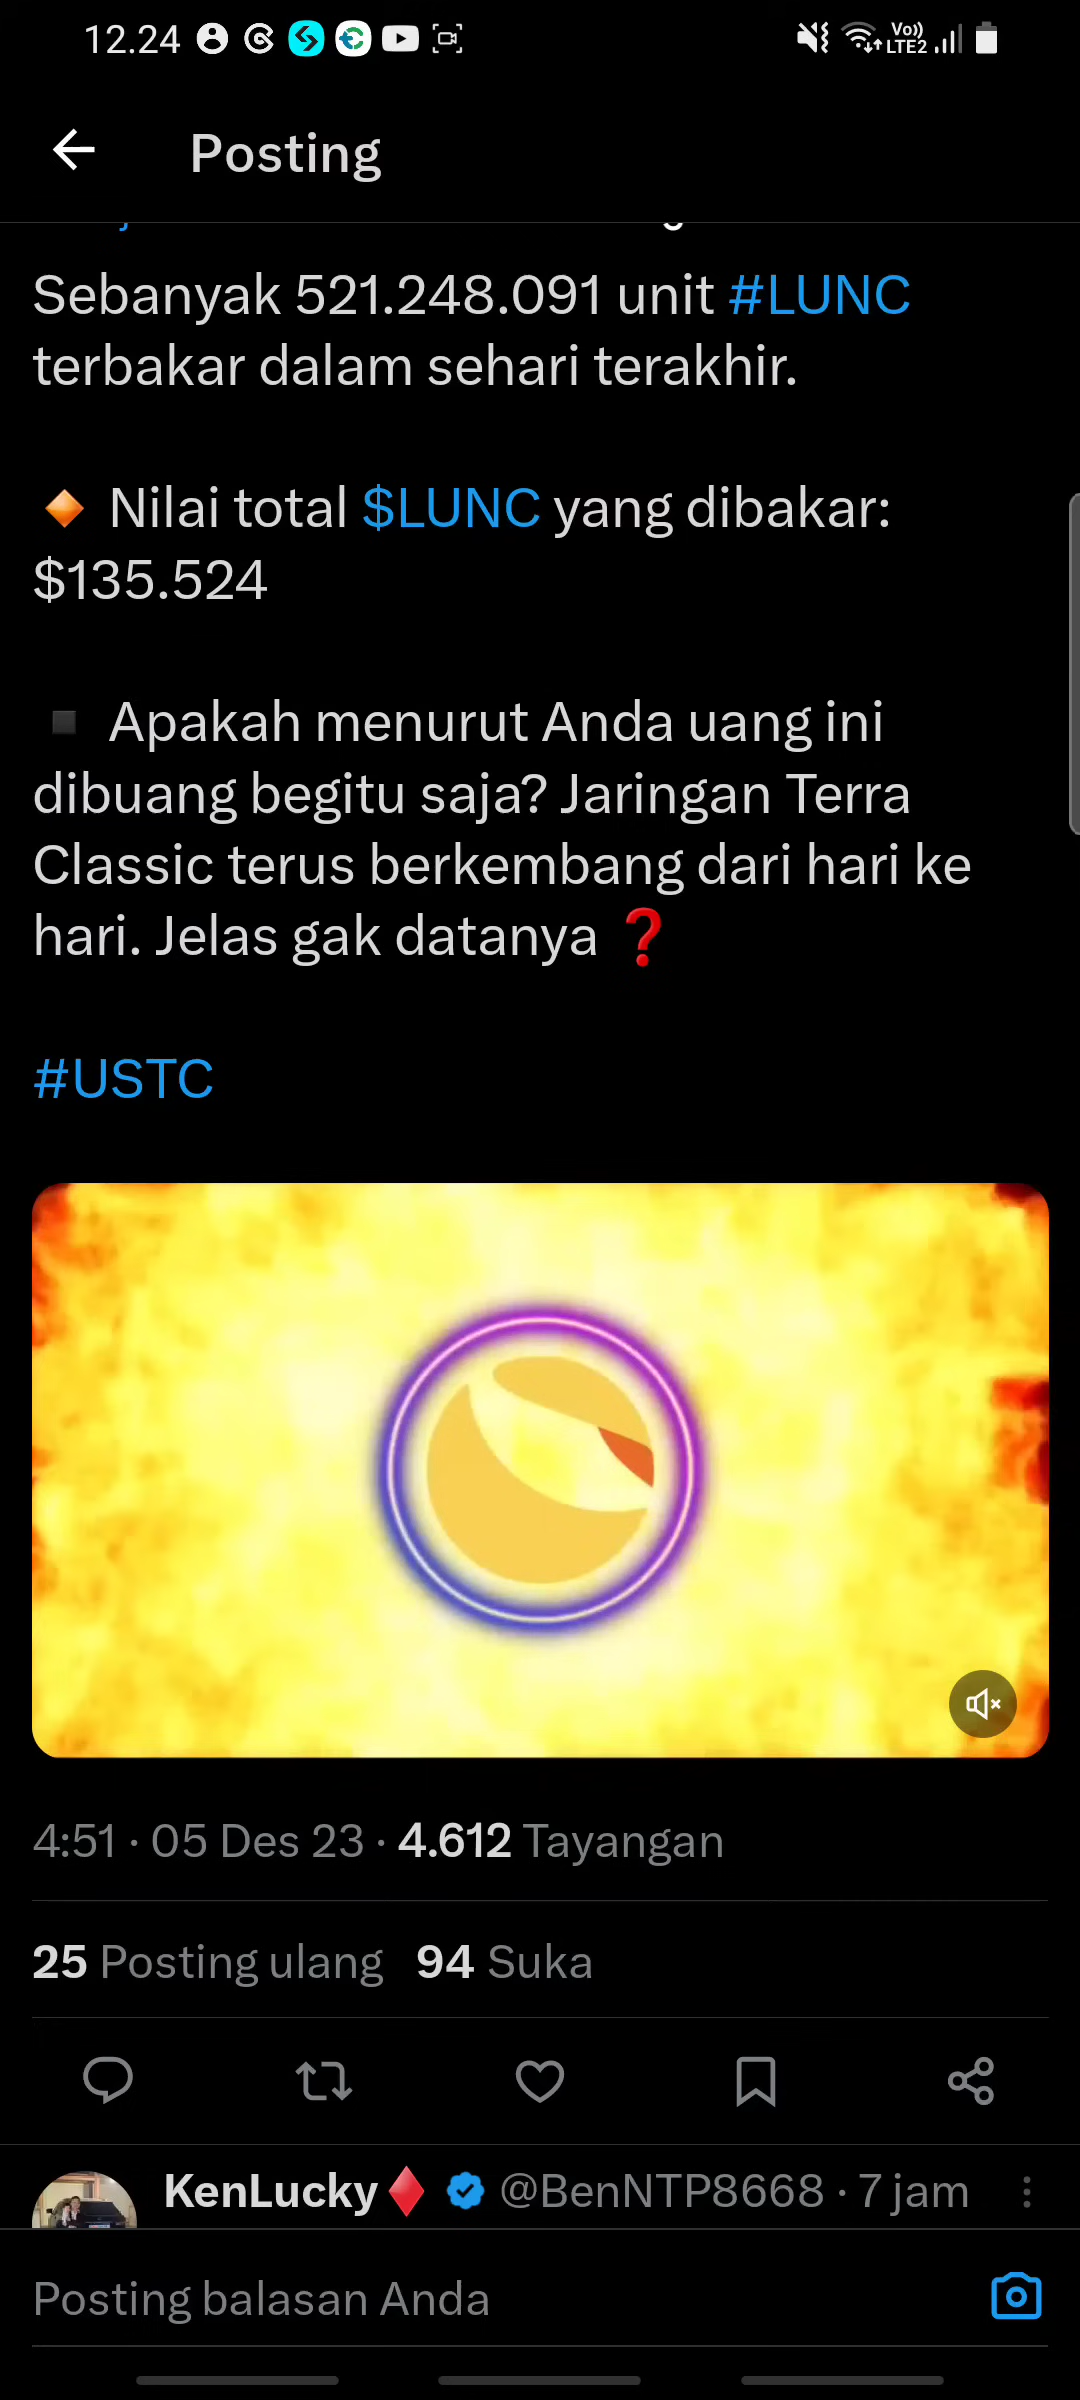 12.24
Vo))
LTE2
Posting
Sebanyak 521.248.091 unit #LUNC
terbakar dalam sehari terakhir.
🔸 Nilai total $LUNC yang dibakar:
$135.524
▪️ Apakah menurut Anda uang ini
dibuang begitu saja? Jaringan Terra
Classic terus berkembang dari hari ke
hari. Jelas gak datanya ❓
#USTC
4:51 · 05 Des 23 · 4.612 Tayangan
25 Posting ulang 94 Suka
KenLucky♦️ @BenNTP8668 · 7 jam
Posting balasan Anda